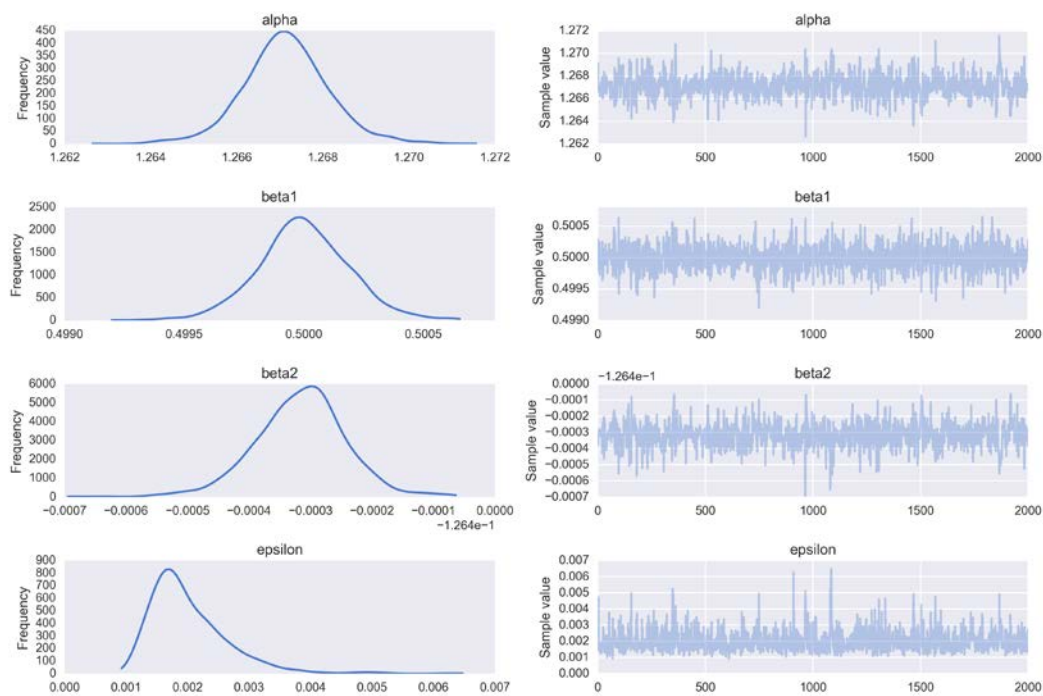 alpha
Frequency
450
400
350
300
250
200
150
100
50
0
1.262 1.264 1.266 1.268 1.270 1.272
alpha
Sample value
1.272
1.270
1.268
1.266
1.264
1.262
0 500 1000 1500 2000
beta1
Frequency
2500
2000
1500
1000
500
0
0.4990 0.4995 0.5000 0.5005
beta1
Sample value
0.5005
0.5000
0.4995
0.4990
0 500 1000 1500 2000
beta2
Frequency
6000
5000
4000
3000
2000
1000
0
−0.0007 −0.0006 −0.0005 −0.0004 −0.0003 −0.0002 −0.0001 0.0000
−1.264e−1
beta2
−1.264e−1
Sample value
0.0000
−0.0001
−0.0002
−0.0003
−0.0004
−0.0005
−0.0006
−0.0007
0 500 1000 1500 2000
epsilon
Frequency
900
800
700
600
500
400
300
200
100
0
0.000 0.001 0.002 0.003 0.004 0.005 0.006 0.007
epsilon
Sample value
0.007
0.006
0.005
0.004
0.003
0.002
0.001
0.000
0 500 1000 1500 2000